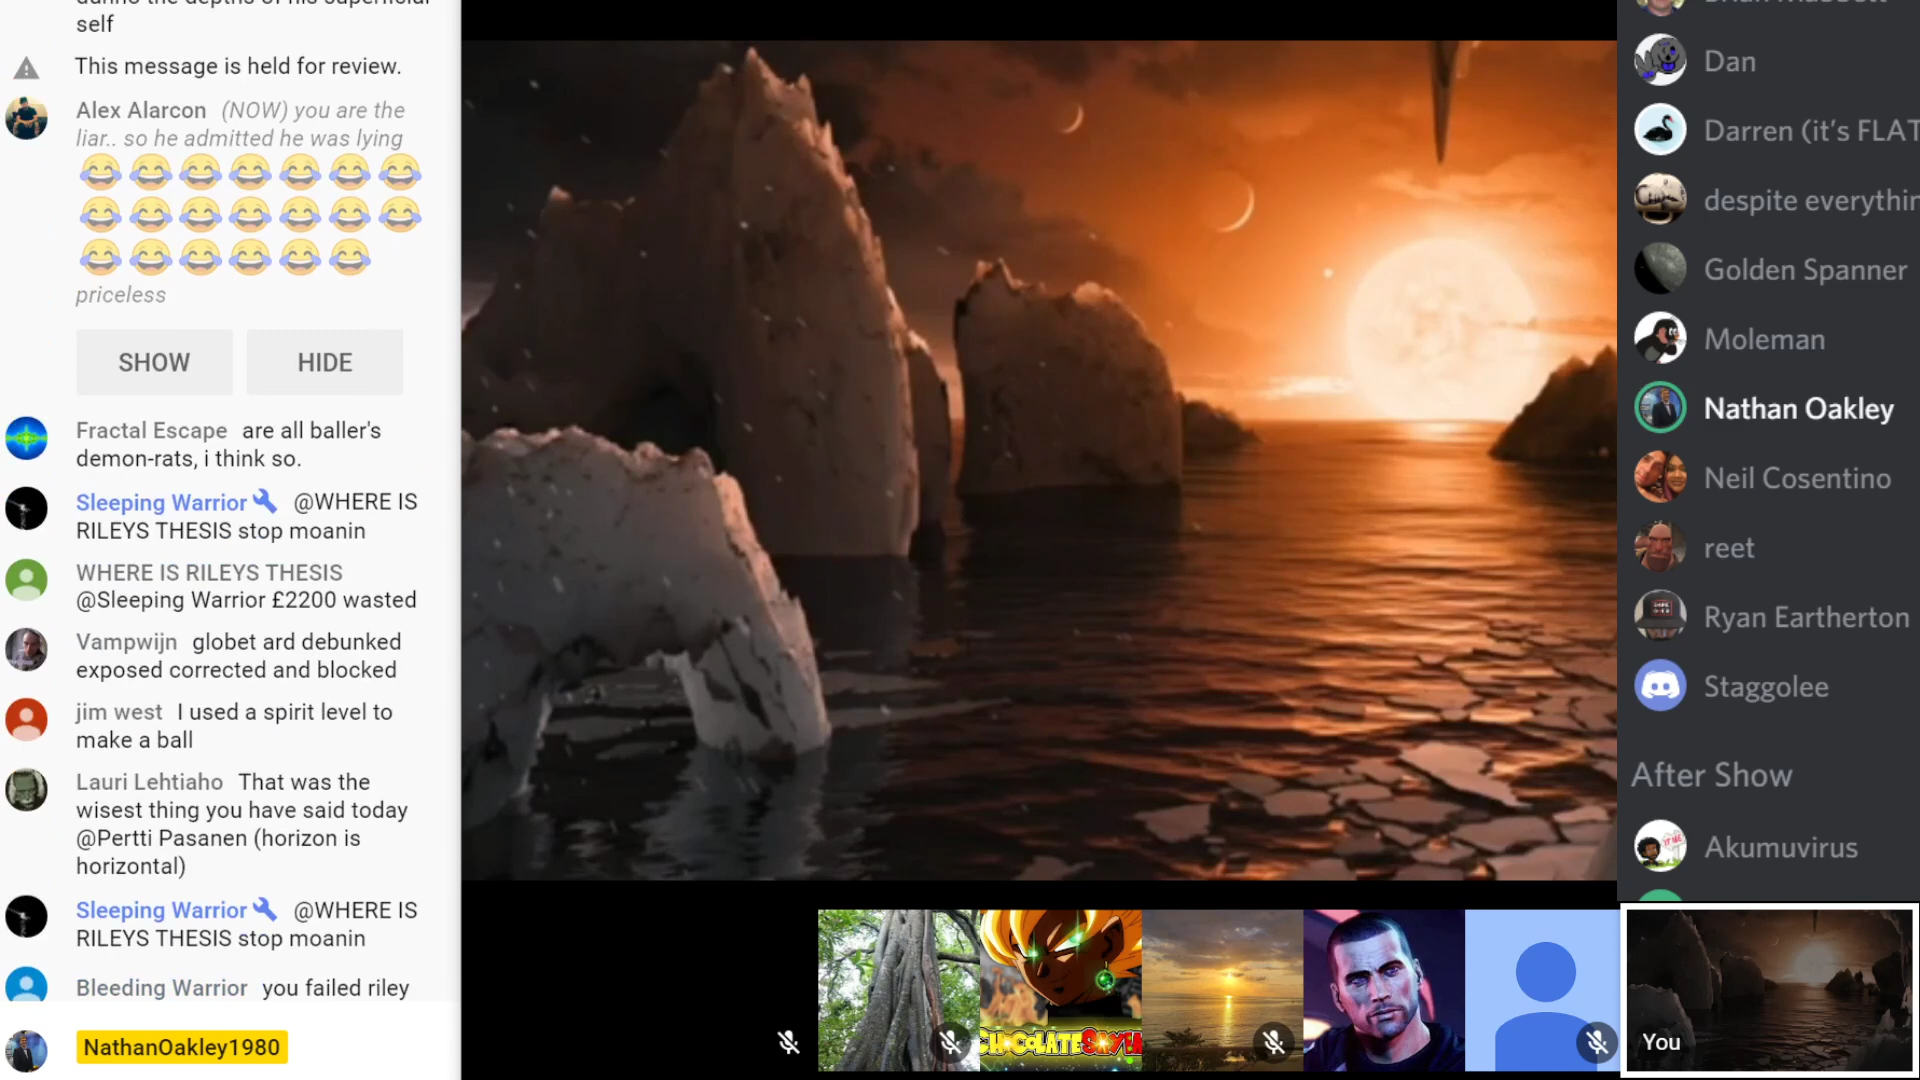 self
This message is held for review.
Alex Alarcon (NOW) you are the
liar.. so he admitted he was lying
priceless
SHOW HIDE
Fractal Escape are all baller's
demon-rats, i think so.
Sleeping Warrior @WHERE IS
RILEYS THESIS stop moanin
WHERE IS RILEYS THESIS
@Sleeping Warrior £2200 wasted
Vampwijn globet ard debunked
exposed corrected and blocked
jim west I used a spirit level to
make a ball
Lauri Lehtiaho That was the
wisest thing you have said today
@Pertti Pasanen (horizon is
horizontal)
Sleeping Warrior @WHERE IS
RILEYS THESIS stop moanin
Bleeding Warrior you failed riley
NathanOakley1980
Dan
Darren (it's FLAT
despite everythin
Golden Spanner
Moleman
Nathan Oakley
Neil Cosentino
reet
Ryan Eartherton
Staggolee
After Show
Akumuvirus
You